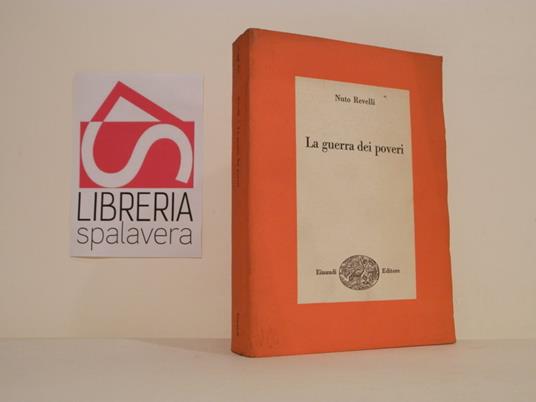 LIBRERIA
spalavera
Nuto Revelli
La guerra dei poveri
Einaudi Editore